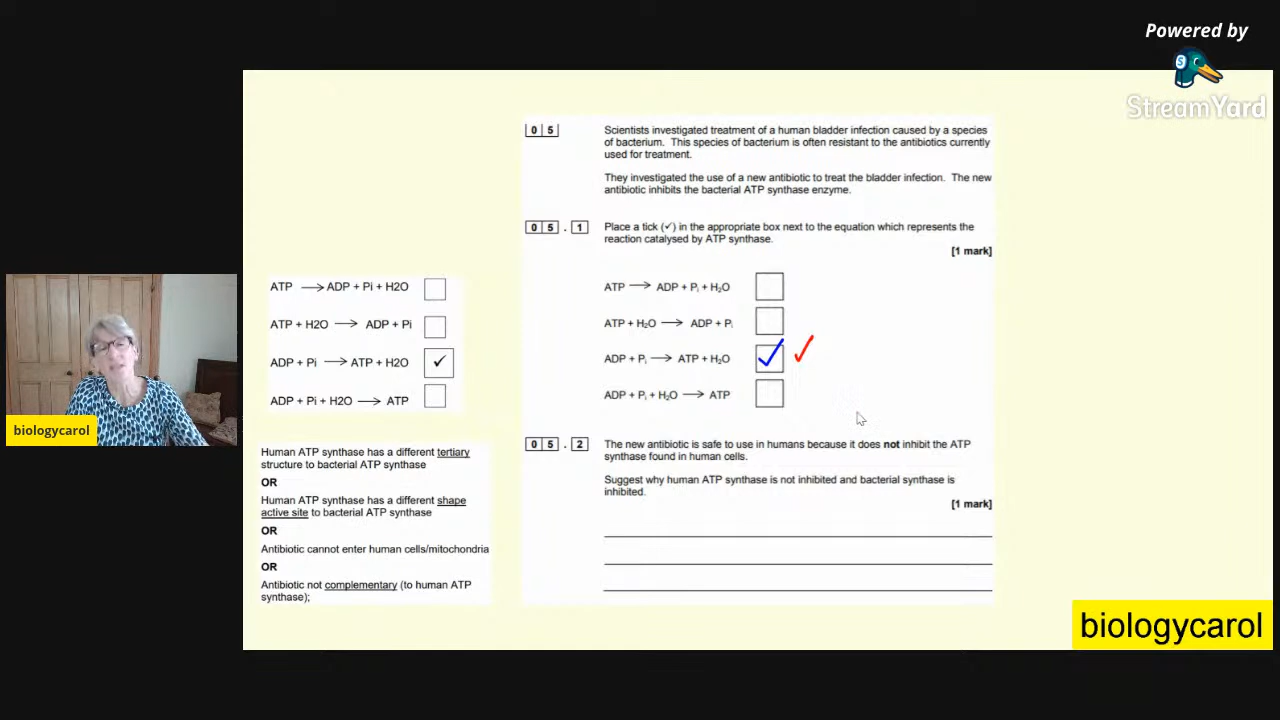 Powered by
StreamYard
0 5
Scientists investigated treatment of a human bladder infection caused by a species
of bacterium. This species of bacterium is often resistant to the antibiotics currently
used for treatment.
They investigated the use of a new antibiotic to treat the bladder infection. The new
antibiotic inhibits the bacterial ATP synthase enzyme.
0 5 . 1
Place a tick (✓) in the appropriate box next to the equation which represents the
reaction catalysed by ATP synthase.
[1 mark]
ATP → ADP + Pi + H₂O
ATP + H₂O → ADP + Pi
ADP + Pi → ATP + H₂O ✓ ✓
ADP + Pi + H₂O → ATP
0 5 . 2
The new antibiotic is safe to use in humans because it does not inhibit the ATP
synthase found in human cells.
Suggest why human ATP synthase is not inhibited and bacterial synthase is
inhibited.
[1 mark]
ATP → ADP + Pi + H2O
ATP + H2O → ADP + Pi
ADP + Pi → ATP + H2O ✓
ADP + Pi + H2O → ATP
Human ATP synthase has a different tertiary
structure to bacterial ATP synthase
OR
Human ATP synthase has a different shape
active site to bacterial ATP synthase
OR
Antibiotic cannot enter human cells/mitochondria
OR
Antibiotic not complementary (to human ATP
synthase);
biologycarol
biologycarol